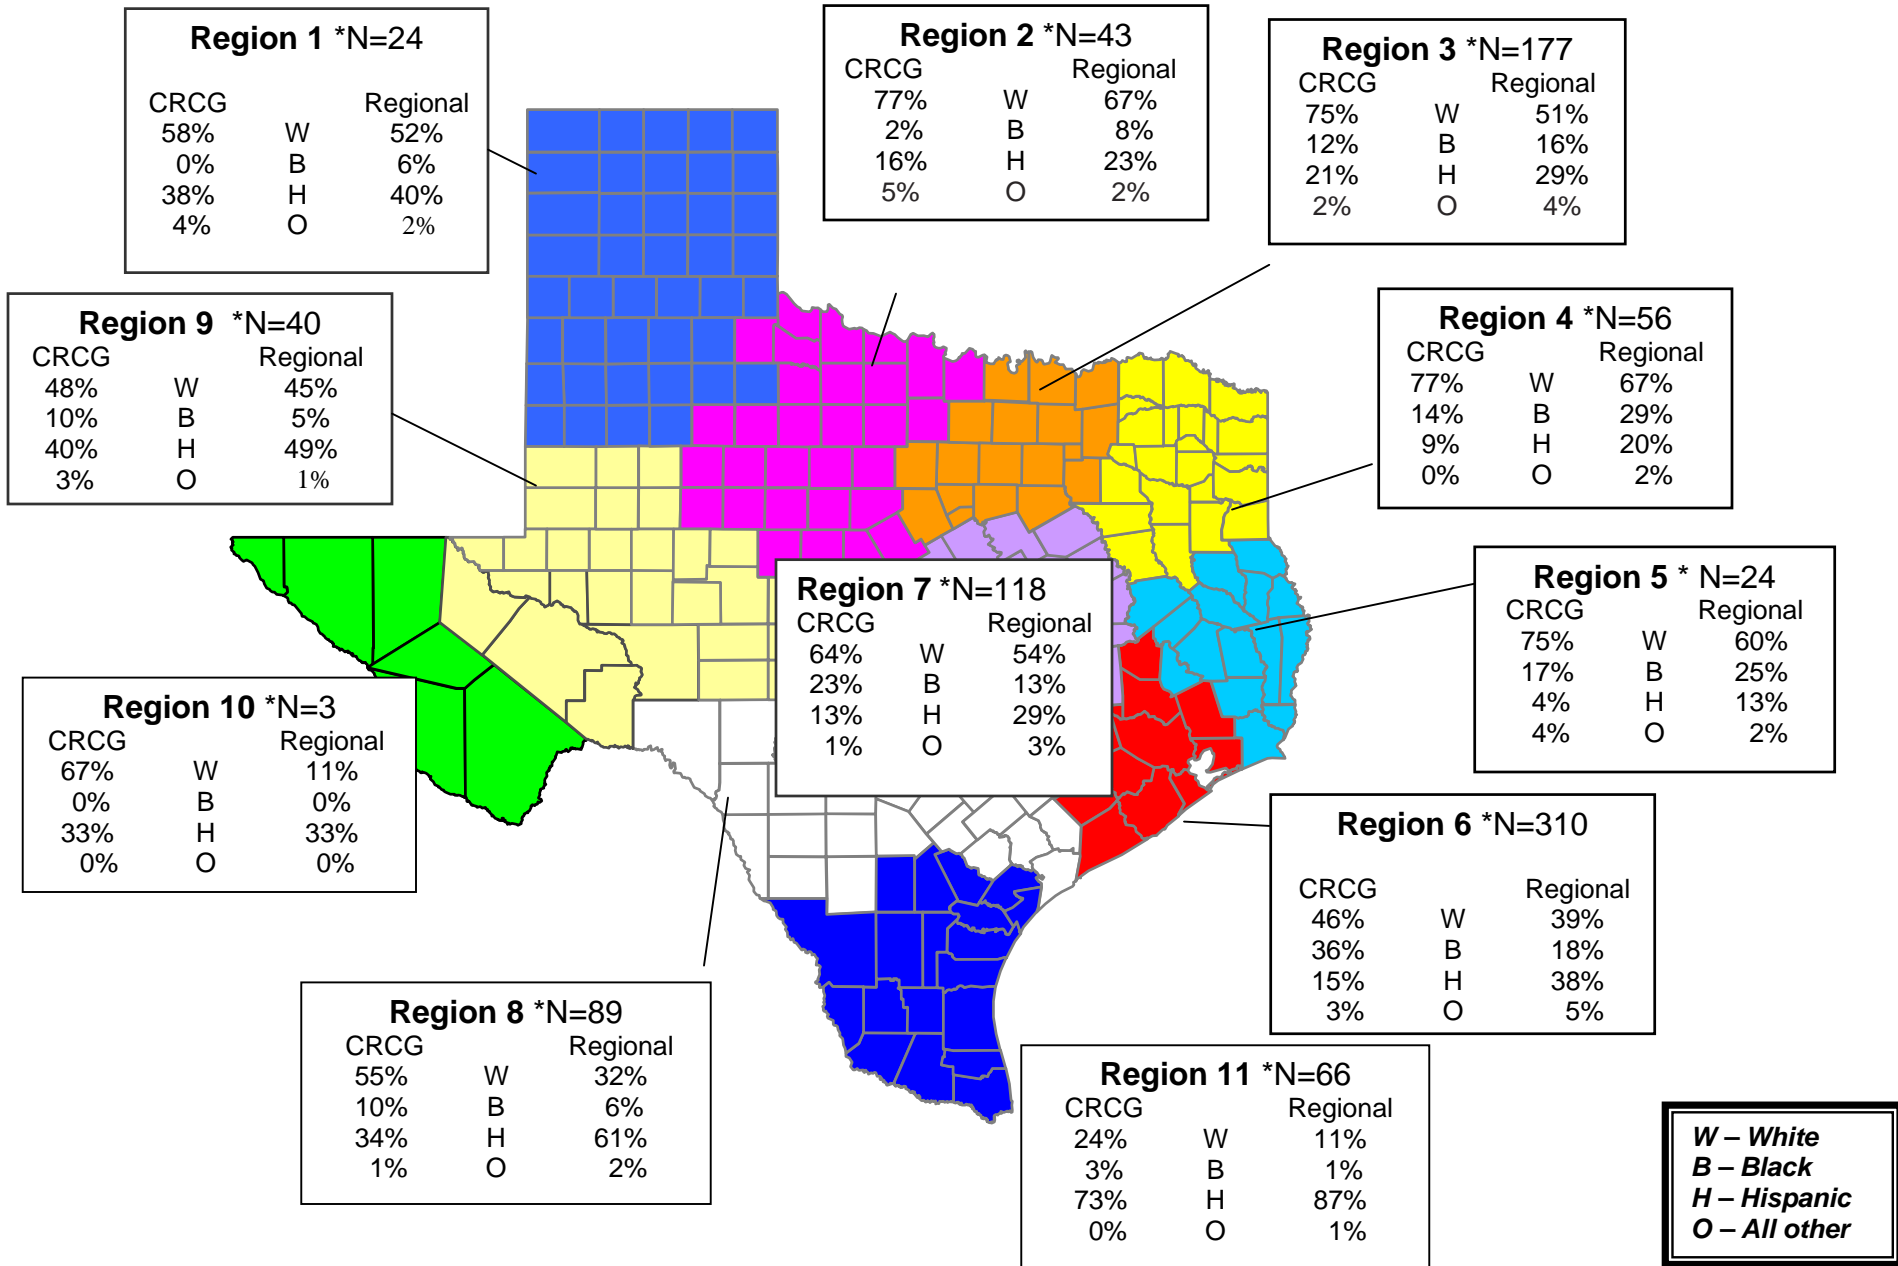 Region 1 *N=24
CRCG Regional
58% W 52%
0% B 6%
38% H 40%
4% O 2%
Region 2 *N=43
CRCG Regional
77% W 67%
2% B 8%
16% H 23%
5% O 2%
Region 3 *N=177
CRCG Regional
75% W 51%
12% B 16%
21% H 29%
2% O 4%
Region 9 *N=40
CRCG Regional
48% W 45%
10% B 5%
40% H 49%
3% O 1%
Region 4 *N=56
CRCG Regional
77% W 67%
14% B 29%
9% H 20%
0% O 2%
Region 7 *N=118
CRCG Regional
64% W 54%
23% B 13%
13% H 29%
1% O 3%
Region 5 * N=24
CRCG Regional
75% W 60%
17% B 25%
4% H 13%
4% O 2%
Region 10 *N=3
CRCG Regional
67% W 11%
0% B 0%
33% H 33%
0% O 0%
Region 6 *N=310
CRCG Regional
46% W 39%
36% B 18%
15% H 38%
3% O 5%
Region 8 *N=89
CRCG Regional
55% W 32%
10% B 6%
34% H 61%
1% O 2%
Region 11 *N=66
CRCG Regional
24% W 11%
3% B 1%
73% H 87%
0% O 1%
W – White
B – Black
H – Hispanic
O – All other